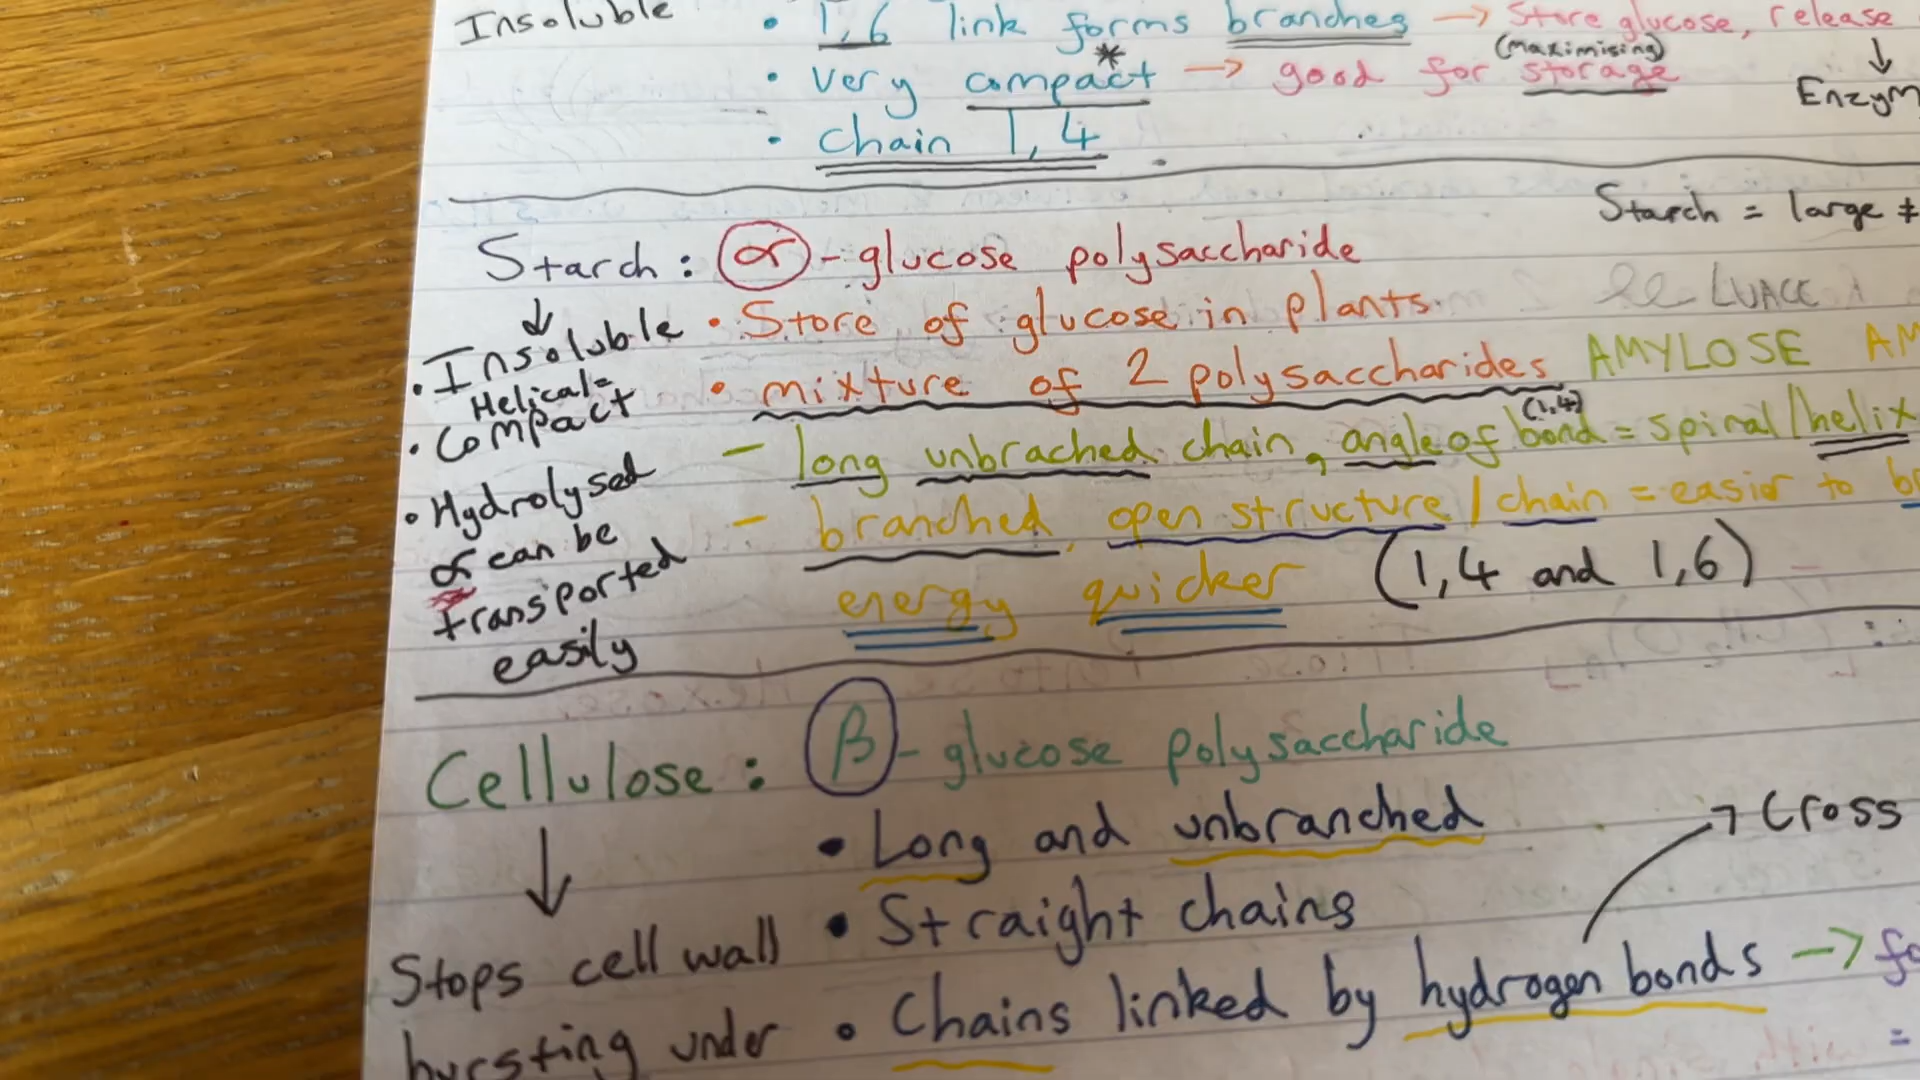 Insoluble
• 1,6 link forms branches → Store glucose, release
(maximising)
• very compact* → good for storage
↓
Enzym
• chain 1,4
Starch = large ≠
Starch: α - glucose polysaccharide
↓
• Insoluble
Helical=
• Compact
• Hydrolysed
α can be
transported
easily
• Store of glucose in plants.
• mixture of 2 polysaccharides AMYLOSE AM
(1,4)
- long unbrached chain, angle of bond = spiral/helix
- branched, open structure / chain = easier to br
energy quicker (1,4 and 1,6)
Cellulose: β - glucose polysaccharide
↓
Stops cell wall
bursting under
• Long and unbranched
→ Cross
• Straight chains
• Chains linked by hydrogen bonds → fo
=